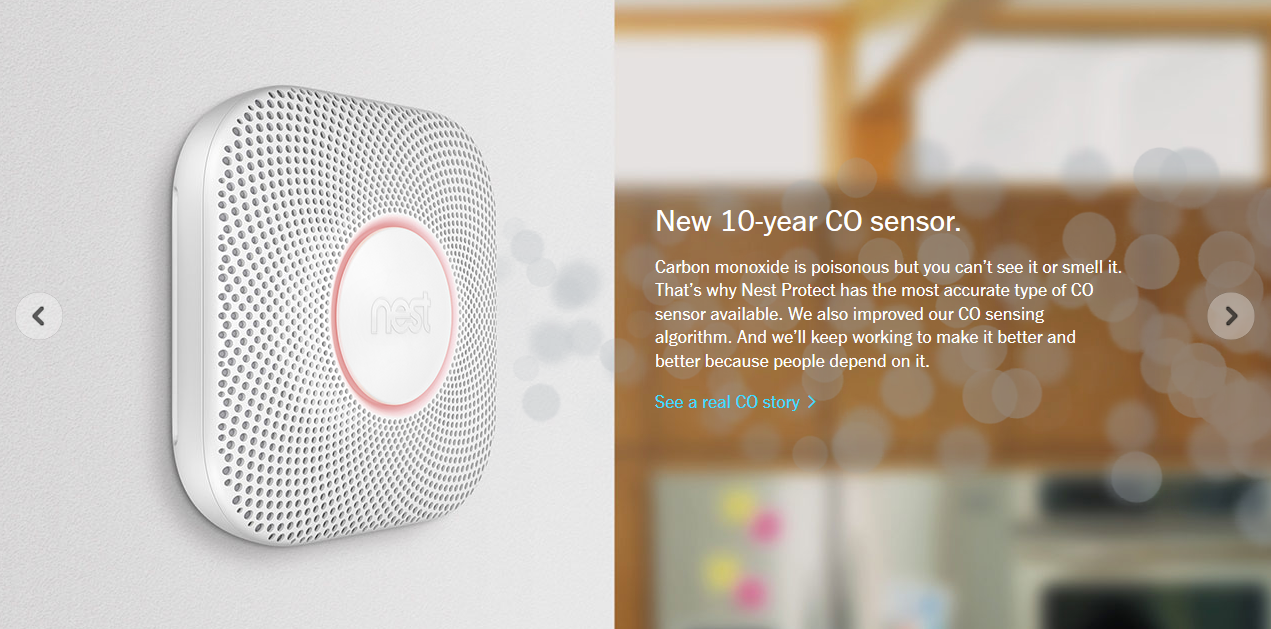 nest
New 10-year CO sensor.
Carbon monoxide is poisonous but you can’t see it or smell it.
That’s why Nest Protect has the most accurate type of CO
sensor available. We also improved our CO sensing
algorithm. And we’ll keep working to make it better and
better because people depend on it.
See a real CO story